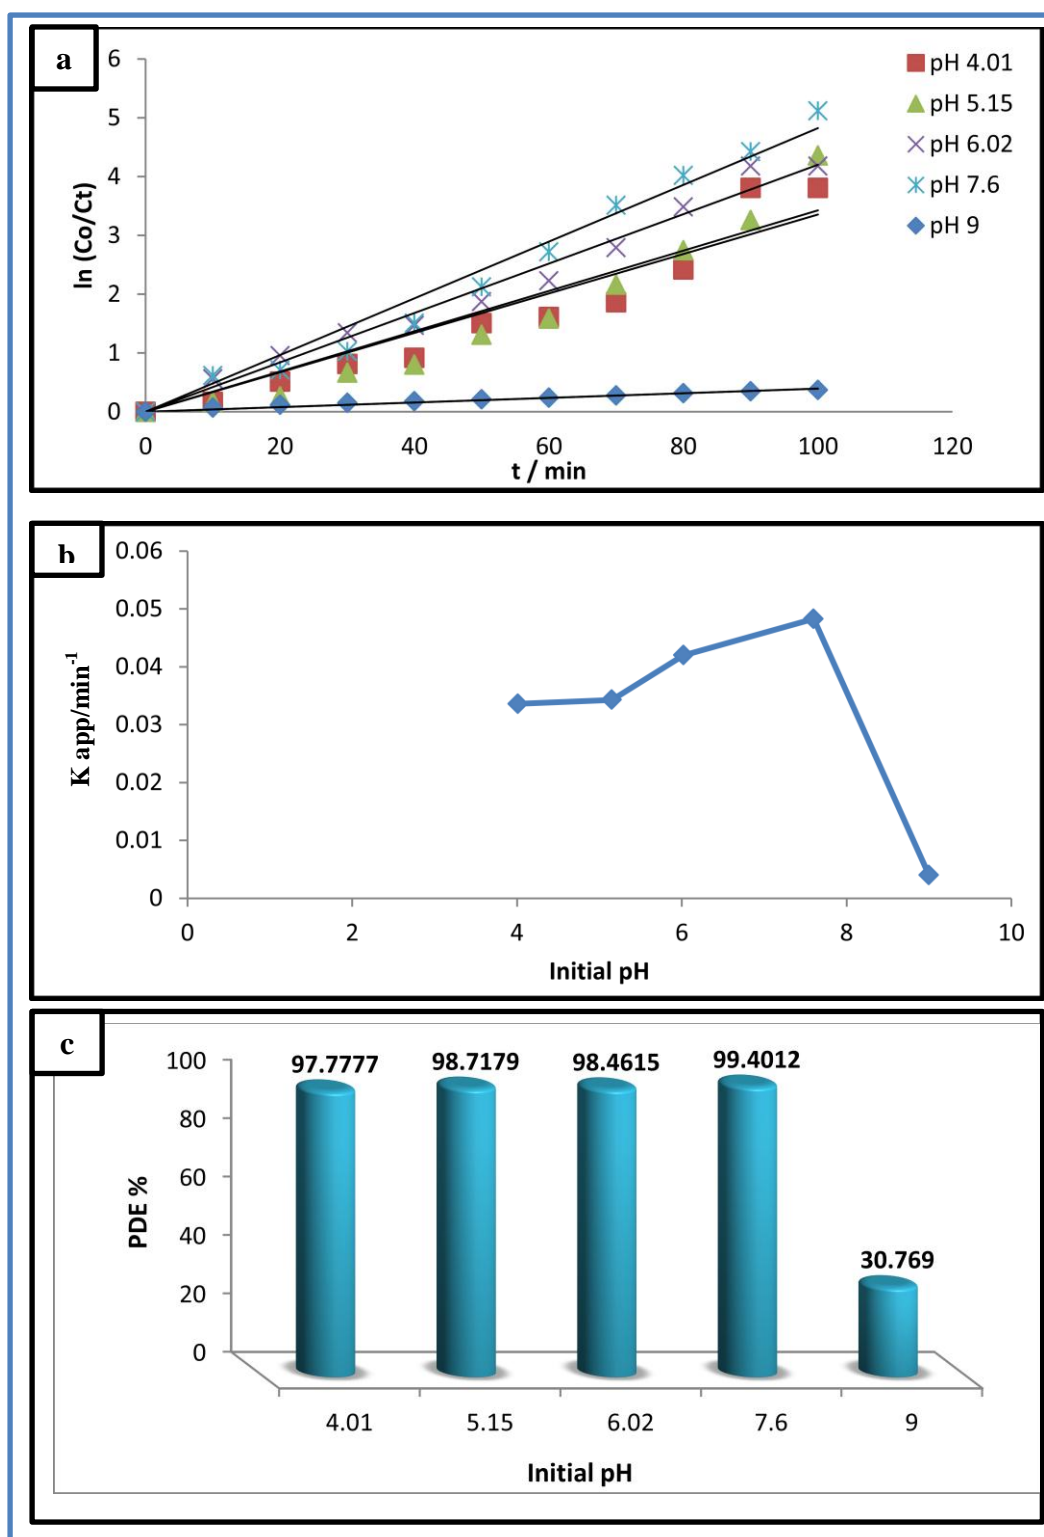 a
6
5
4
3
2
1
0
ln (Co/Ct)
0 20 40 60 80 100 120
t / min
pH 4.01
pH 5.15
pH 6.02
pH 7.6
pH 9
b
0.06
0.05
0.04
0.03
0.02
0.01
0
K app/min-1
0 2 4 6 8 10
Initial pH
c
100
80
60
40
20
0
PDE %
97.7777 98.7179 98.4615 99.4012
30.769
4.01 5.15 6.02 7.6 9
Initial pH